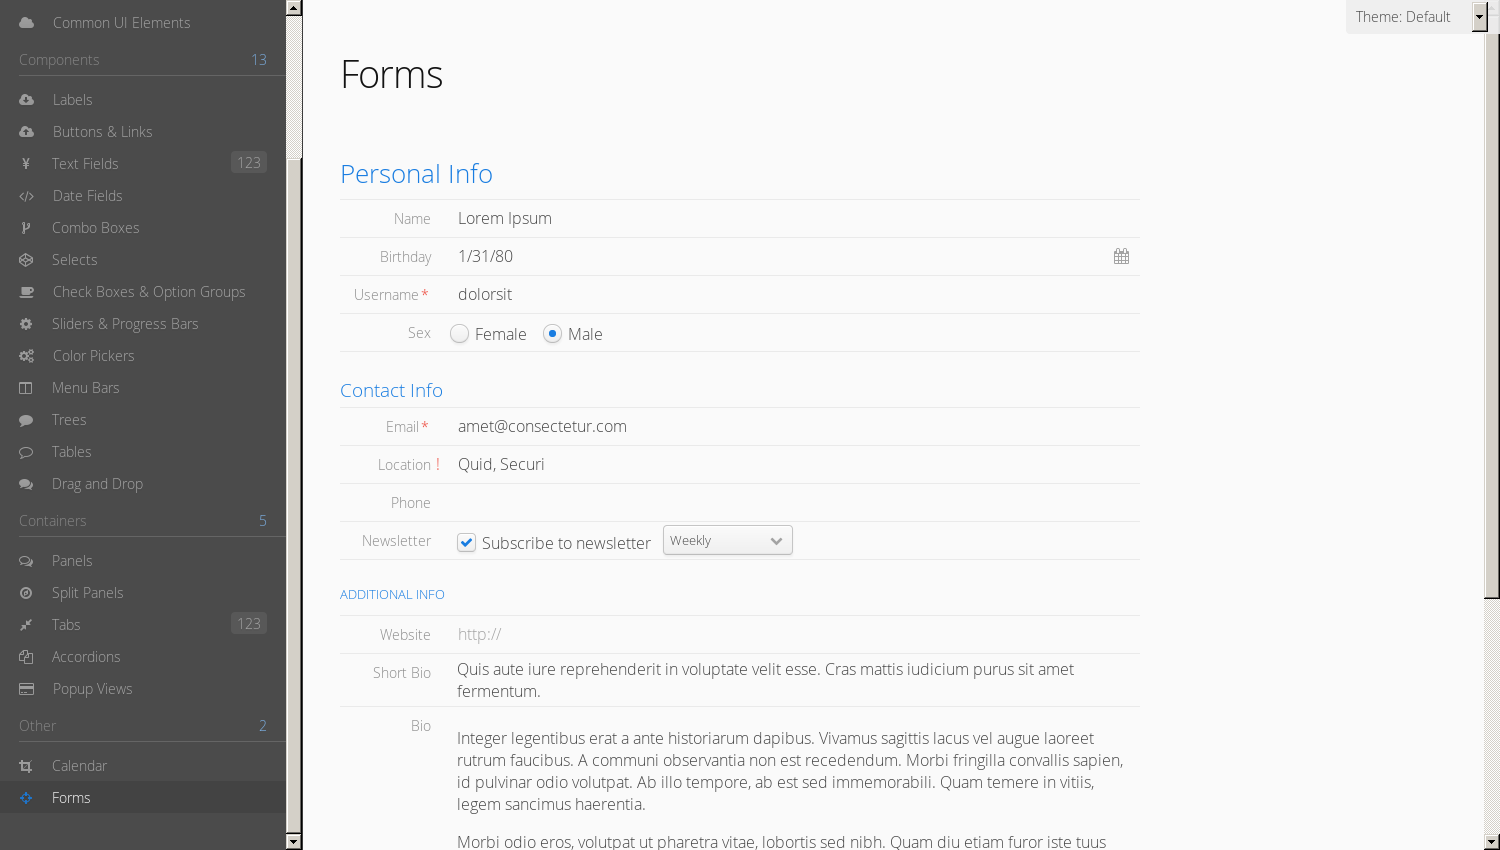 Common UI Elements
Components 13
Labels
Buttons & Links
Text Fields 123
Date Fields
Combo Boxes
Selects
Check Boxes & Option Groups
Sliders & Progress Bars
Color Pickers
Menu Bars
Trees
Tables
Drag and Drop
Containers 5
Panels
Split Panels
Tabs 123
Accordions
Popup Views
Other 2
Calendar
Forms
Theme: Default
Forms
Personal Info
Name Lorem Ipsum
Birthday 1/31/80
Username * dolorsit
Sex Female Male
Contact Info
Email * amet@consectetur.com
Location ! Quid, Securi
Phone
Newsletter Subscribe to newsletter Weekly
ADDITIONAL INFO
Website http://
Short Bio Quis aute iure reprehenderit in voluptate velit esse. Cras mattis iudicium purus sit amet
fermentum.
Bio
Integer legentibus erat a ante historiarum dapibus. Vivamus sagittis lacus vel augue laoreet
rutrum faucibus. A communi observantia non est recedendum. Morbi fringilla convallis sapien,
id pulvinar odio volutpat. Ab illo tempore, ab est sed immemorabili. Quam temere in vitiis,
legem sancimus haerentia.
Morbi odio eros, volutpat ut pharetra vitae, lobortis sed nibh. Quam diu etiam furor iste tuus